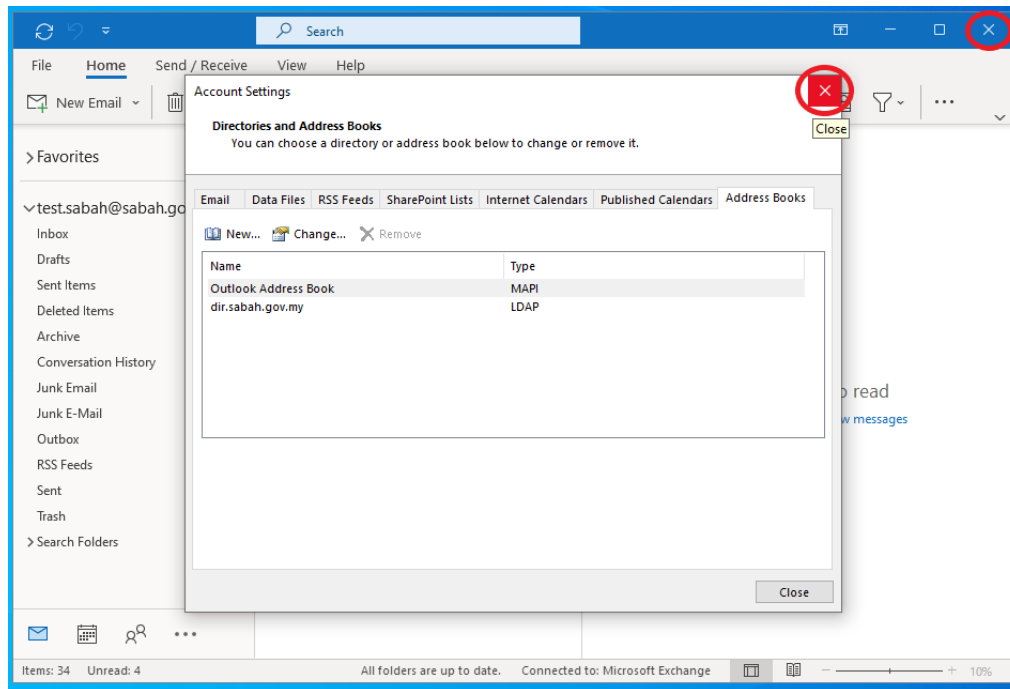 Search
File Home Send / Receive View Help
New Email
Account Settings
Directories and Address Books
You can choose a directory or address book below to change or remove it.
Close
Email Data Files RSS Feeds SharePoint Lists Internet Calendars Published Calendars Address Books
New... Change... Remove
Name Type
Outlook Address Book MAPI
dir.sabah.gov.my LDAP
Close
Favorites
test.sabah@sabah.go
Inbox
Drafts
Sent Items
Deleted Items
Archive
Conversation History
Junk Email
Junk E-Mail
Outbox
RSS Feeds
Sent
Trash
Search Folders
read
messages
Items: 34 Unread: 4 All folders are up to date. Connected to: Microsoft Exchange 10%